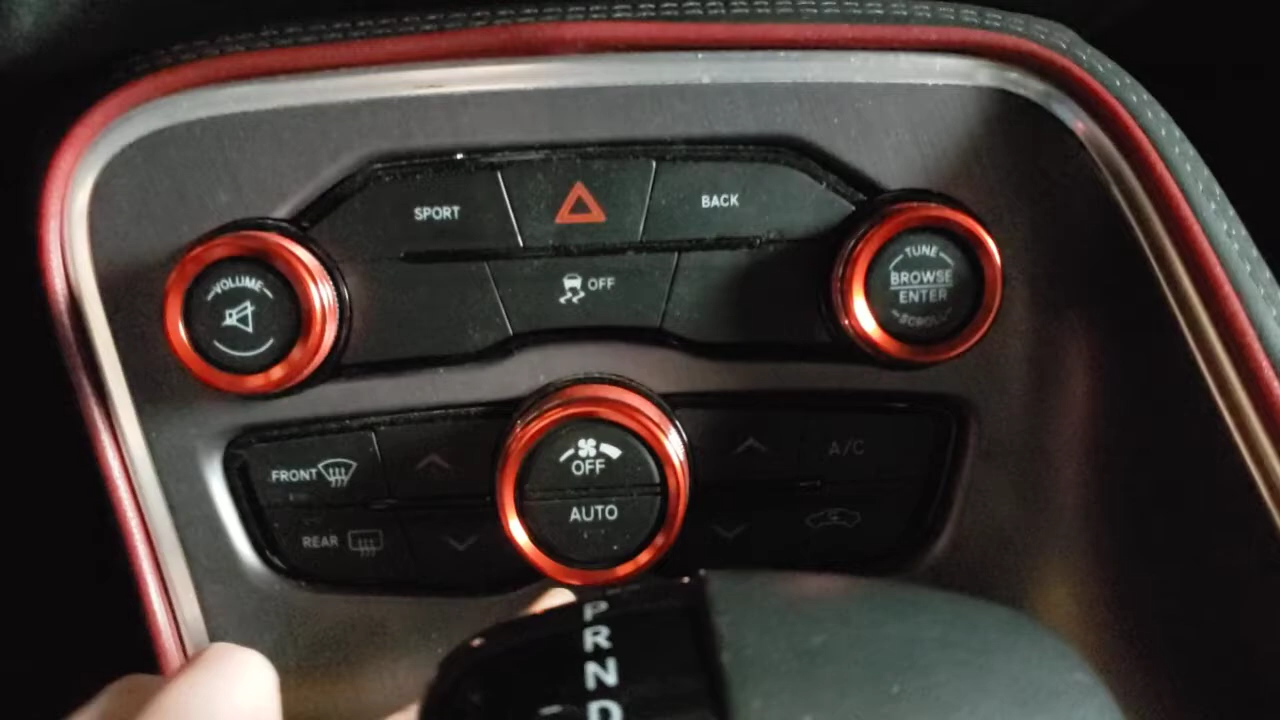 SPORT
BACK
VOLUME
OFF
TUNE
BROWSE
ENTER
SCROLL
FRONT
OFF
A/C
REAR
AUTO
P
R
N
D